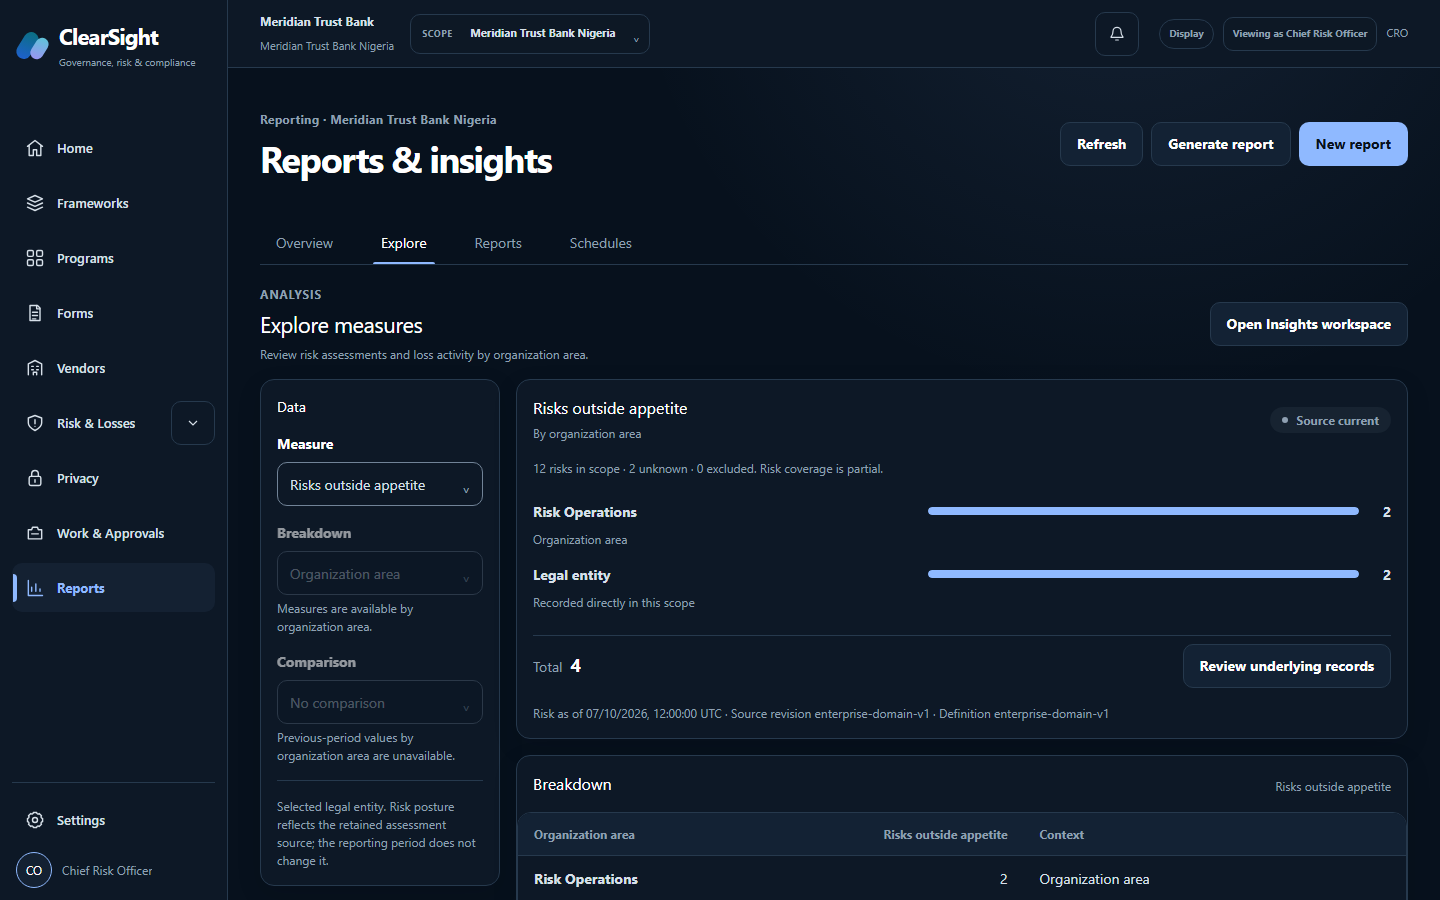 ClearSight
Governance, risk & compliance
Home
Frameworks
Programs
Forms
Vendors
Risk & Losses
Privacy
Work & Approvals
Reports
Settings
CO
Chief Risk Officer
Meridian Trust Bank
Meridian Trust Bank Nigeria
SCOPE
Meridian Trust Bank Nigeria
Display
Viewing as Chief Risk Officer
CRO
Reporting · Meridian Trust Bank Nigeria
Reports & insights
Refresh
Generate report
New report
Overview
Explore
Reports
Schedules
ANALYSIS
Explore measures
Review risk assessments and loss activity by organization area.
Open Insights workspace
Data
Measure
Risks outside appetite
Breakdown
Organization area
Measures are available by
organization area.
Comparison
No comparison
Previous-period values by
organization area are unavailable.
Selected legal entity. Risk posture
reflects the retained assessment
source; the reporting period does not
change it.
Risks outside appetite
By organization area
Source current
12 risks in scope · 2 unknown · 0 excluded. Risk coverage is partial.
Risk Operations
2
Organization area
Legal entity
2
Recorded directly in this scope
Total 4
Review underlying records
Risk as of 07/10/2026, 12:00:00 UTC · Source revision enterprise-domain-v1 · Definition enterprise-domain-v1
Breakdown
Risks outside appetite
Organization area
Risks outside appetite
Context
Risk Operations
2
Organization area